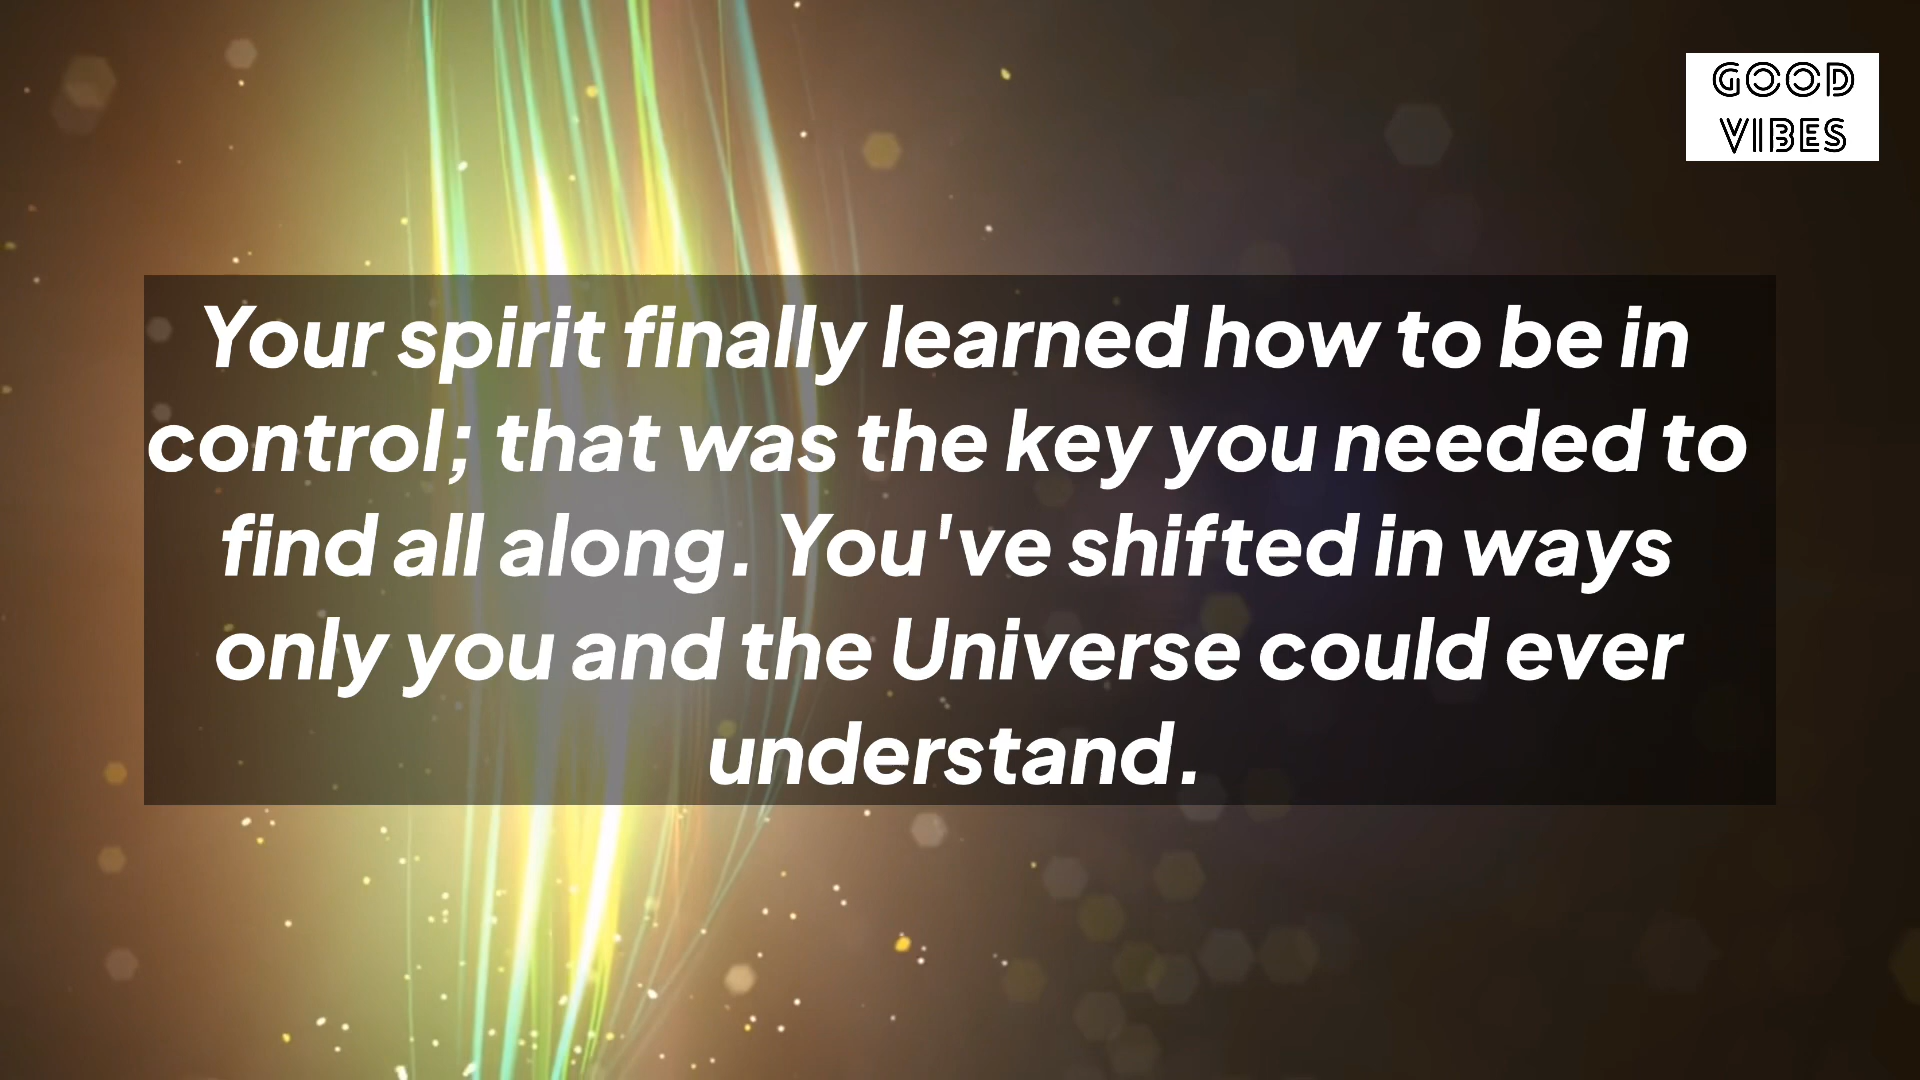 GOOD
VIBES
Your spirit finally learned how to be in
control; that was the key you needed to
find all along. You've shifted in ways
only you and the Universe could ever
understand.